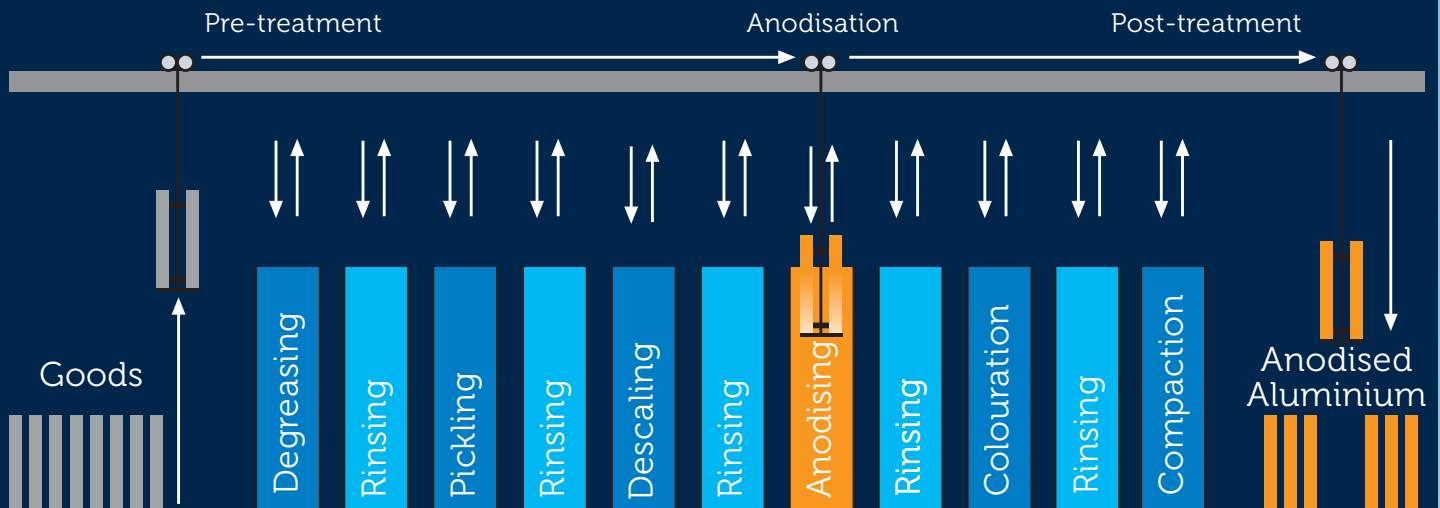 Pre-treatment
Anodisation
Post-treatment
Goods
Degreasing
Rinsing
Pickling
Rinsing
Descaling
Rinsing
Anodising
Rinsing
Colouration
Rinsing
Compaction
Anodised
Aluminium